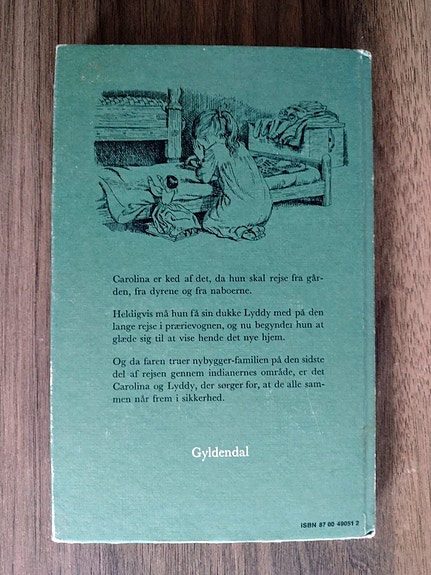 Carolina er ked af det, da hun skal rejse fra går-
den, fra dyrene og fra naboerne.
Heldigvis må hun få sin dukke Lyddy med på den
lange rejse i prærievognen, og nu begynder hun at
glæde sig til at vise hende det nye hjem.
Og da faren truer nybygger-familien på den sidste
del af rejsen gennem indianernes område, er det
Carolina og Lyddy, der sørger for, at de alle sam-
men når frem i sikkerhed.
Gyldendal
ISBN 87 00 49051 2